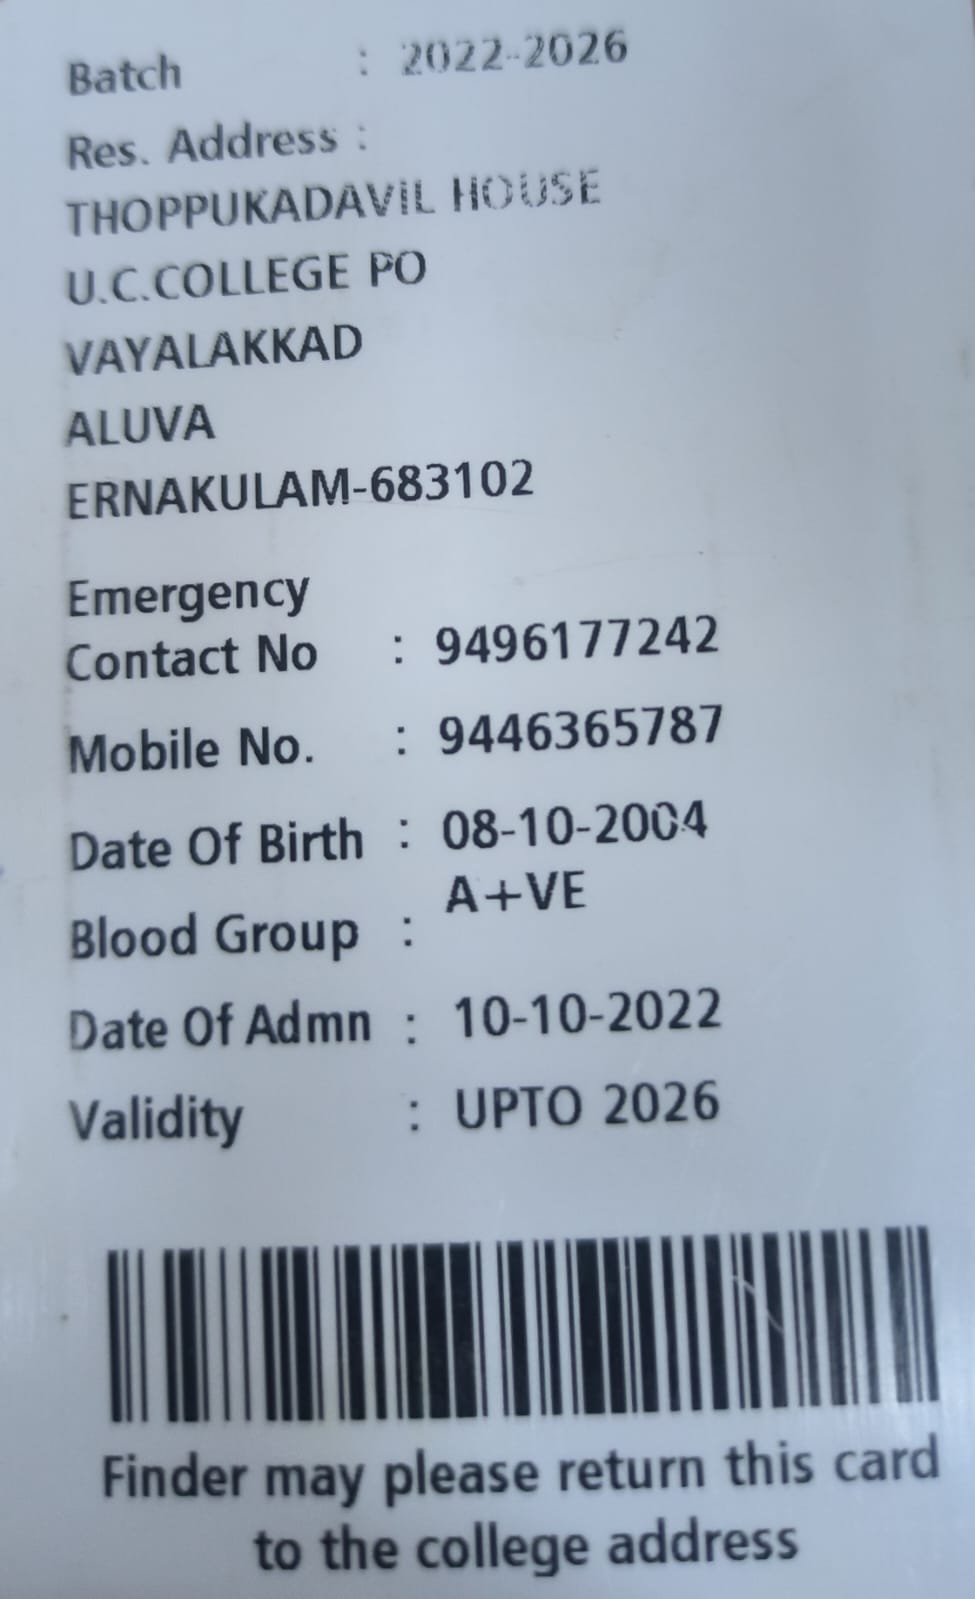 Batch : 2022-2026
Res. Address :
THOPPUKADAVIL HOUSE
U.C.COLLEGE PO
VAYALAKKAD
ALUVA
ERNAKULAM-683102
Emergency
Contact No : 9496177242
Mobile No. : 9446365787
Date Of Birth : 08-10-2004
Blood Group : A+VE
Date Of Admn : 10-10-2022
Validity : UPTO 2026
Finder may please return this card
to the college address